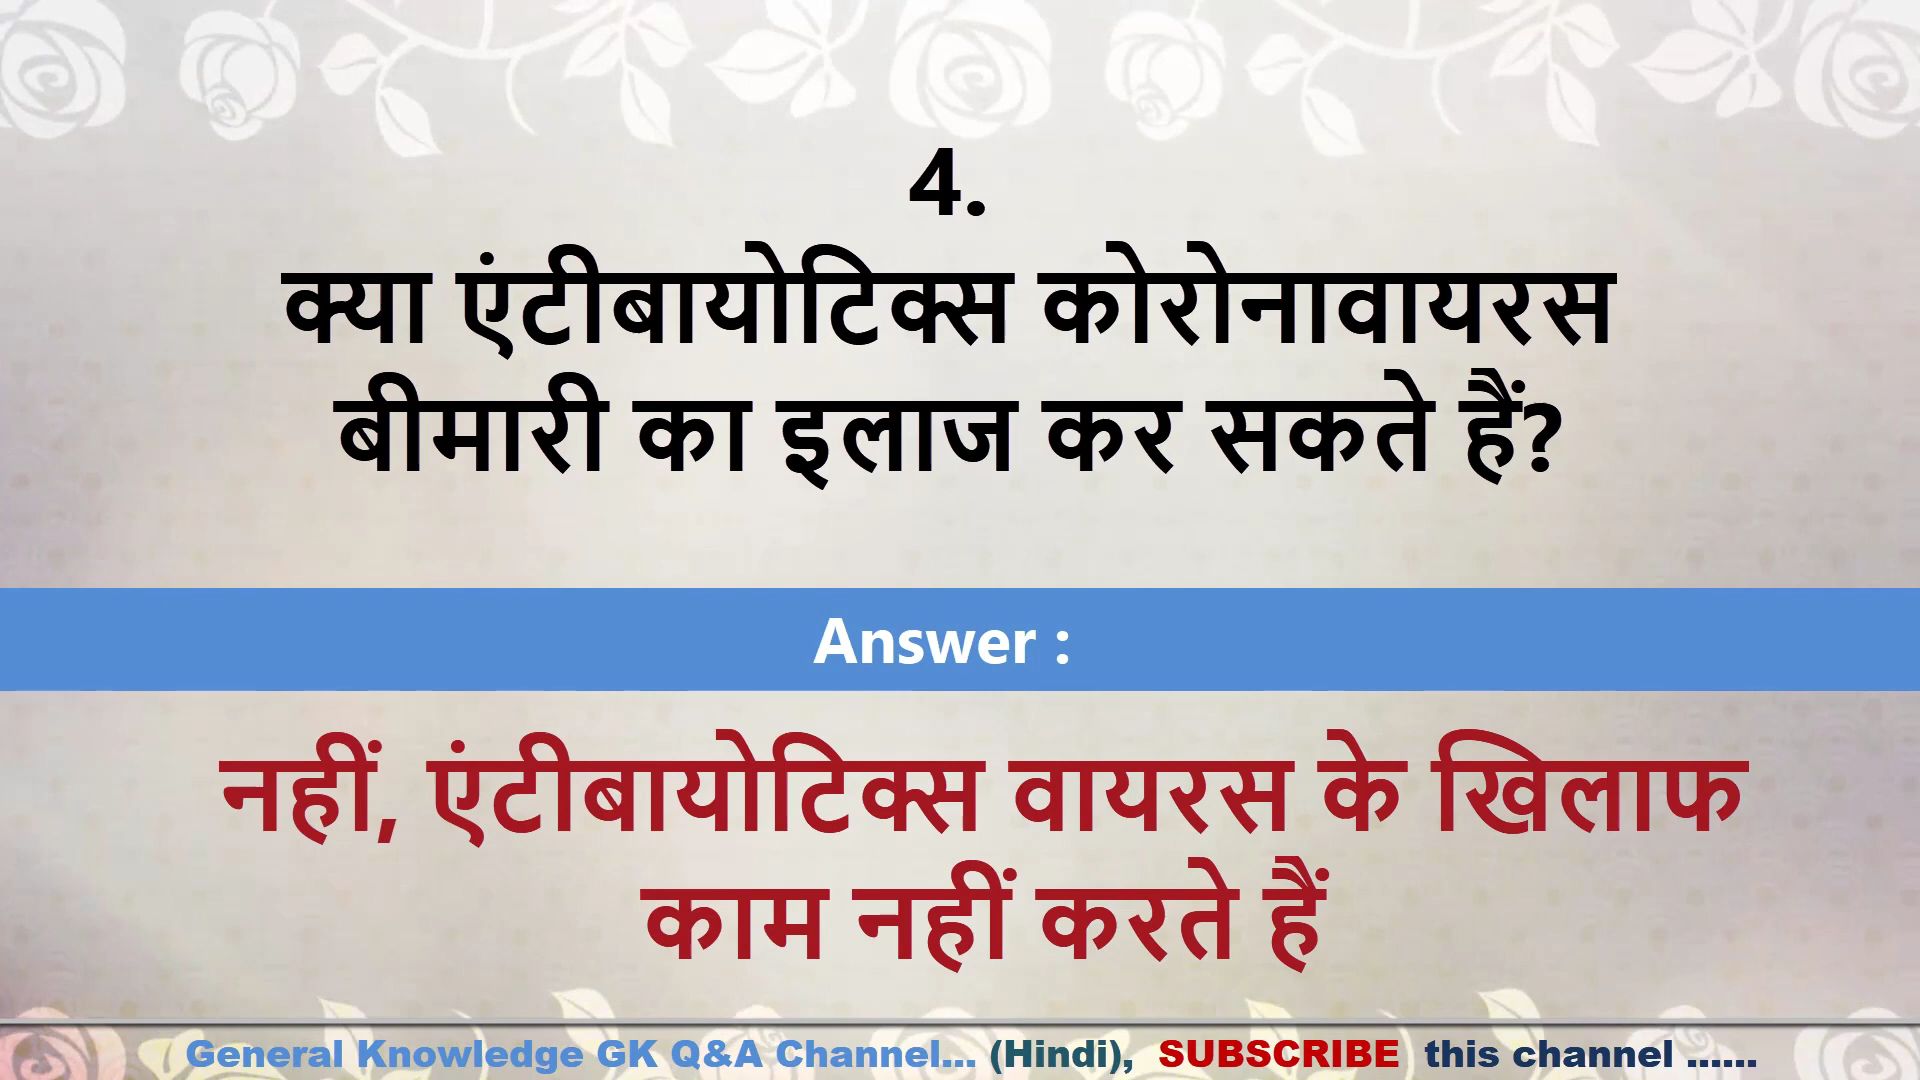 4.
क्या एंटीबायोटिक्स कोरोनावायरस
बीमारी का इलाज कर सकते हैं?
Answer :
नहीं, एंटीबायोटिक्स वायरस के खिलाफ
काम नहीं करते हैं
General Knowledge GK Q&A Channel... (Hindi), SUBSCRIBE this channel ......